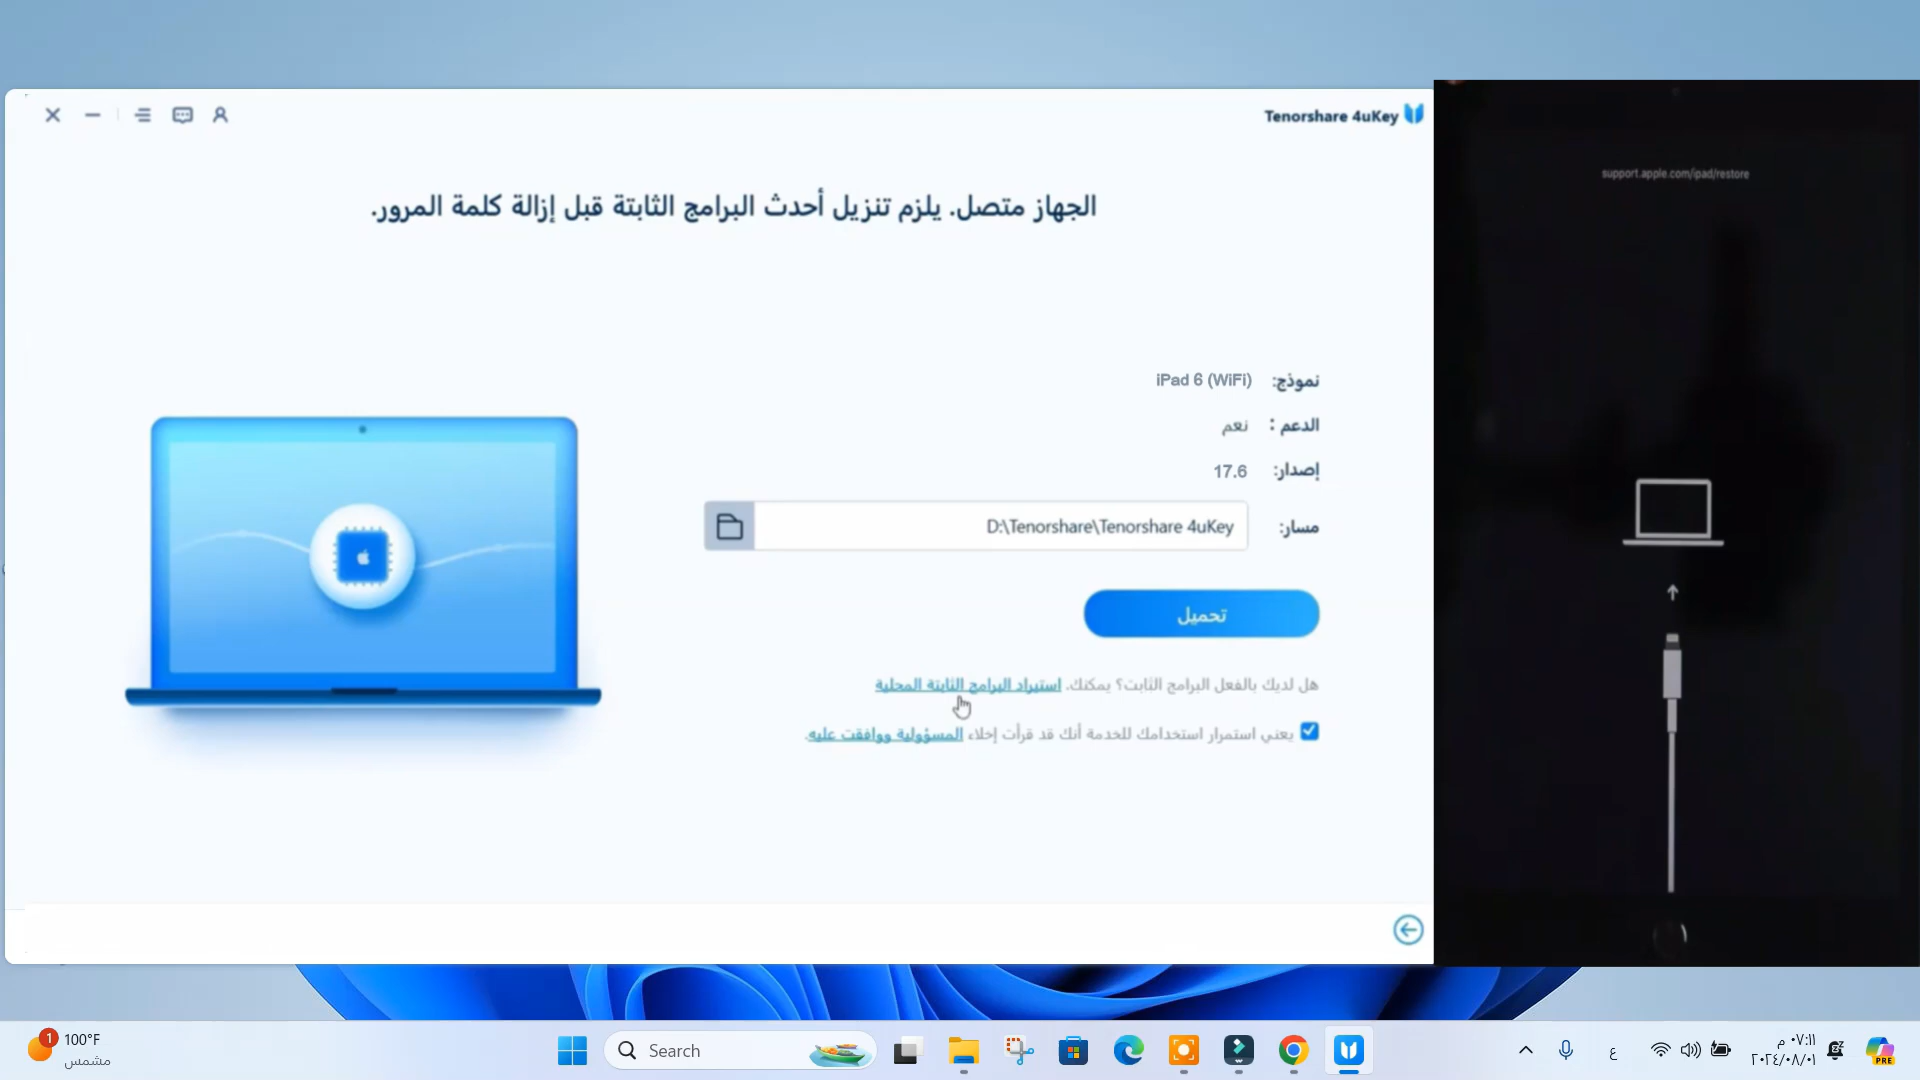 Tenorshare 4uKey
support.apple.com/ipad/restore
الجهاز متصل. يلزم تنزيل أحدث البرامج الثابتة قبل إزالة كلمة المرور.
نموذج: iPad 6 (WiFi)
الدعم : نعم
إصدار: 17.6
مسار: D:\Tenorshare\Tenorshare 4uKey
تحميل
هل لديك بالفعل البرامج الثابت؟ يمكنك. استيراد البرامج الثابتة المحلية
يعني استمرار استخدامك للخدمة أنك قد قرأت إخلاء المسؤولية ووافقت عليه.
1
100°F
مشمس
Search
ع
٠٧:١١ م
٢٠٢٤/٠٨/٠١
PRE